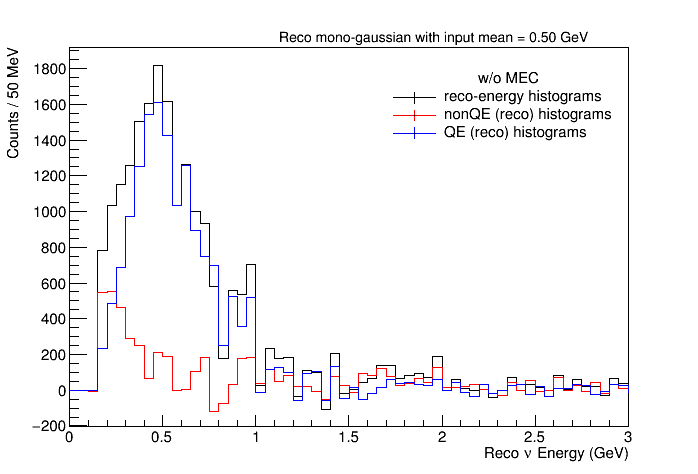 Reco mono-gaussian with input mean = 0.50 GeV
Counts / 50 MeV
1800
1600
1400
1200
1000
800
600
400
200
0
−200
w/o MEC
reco-energy histograms
nonQE (reco) histograms
QE (reco) histograms
0 0.5 1 1.5 2 2.5 3
Reco ν Energy (GeV)